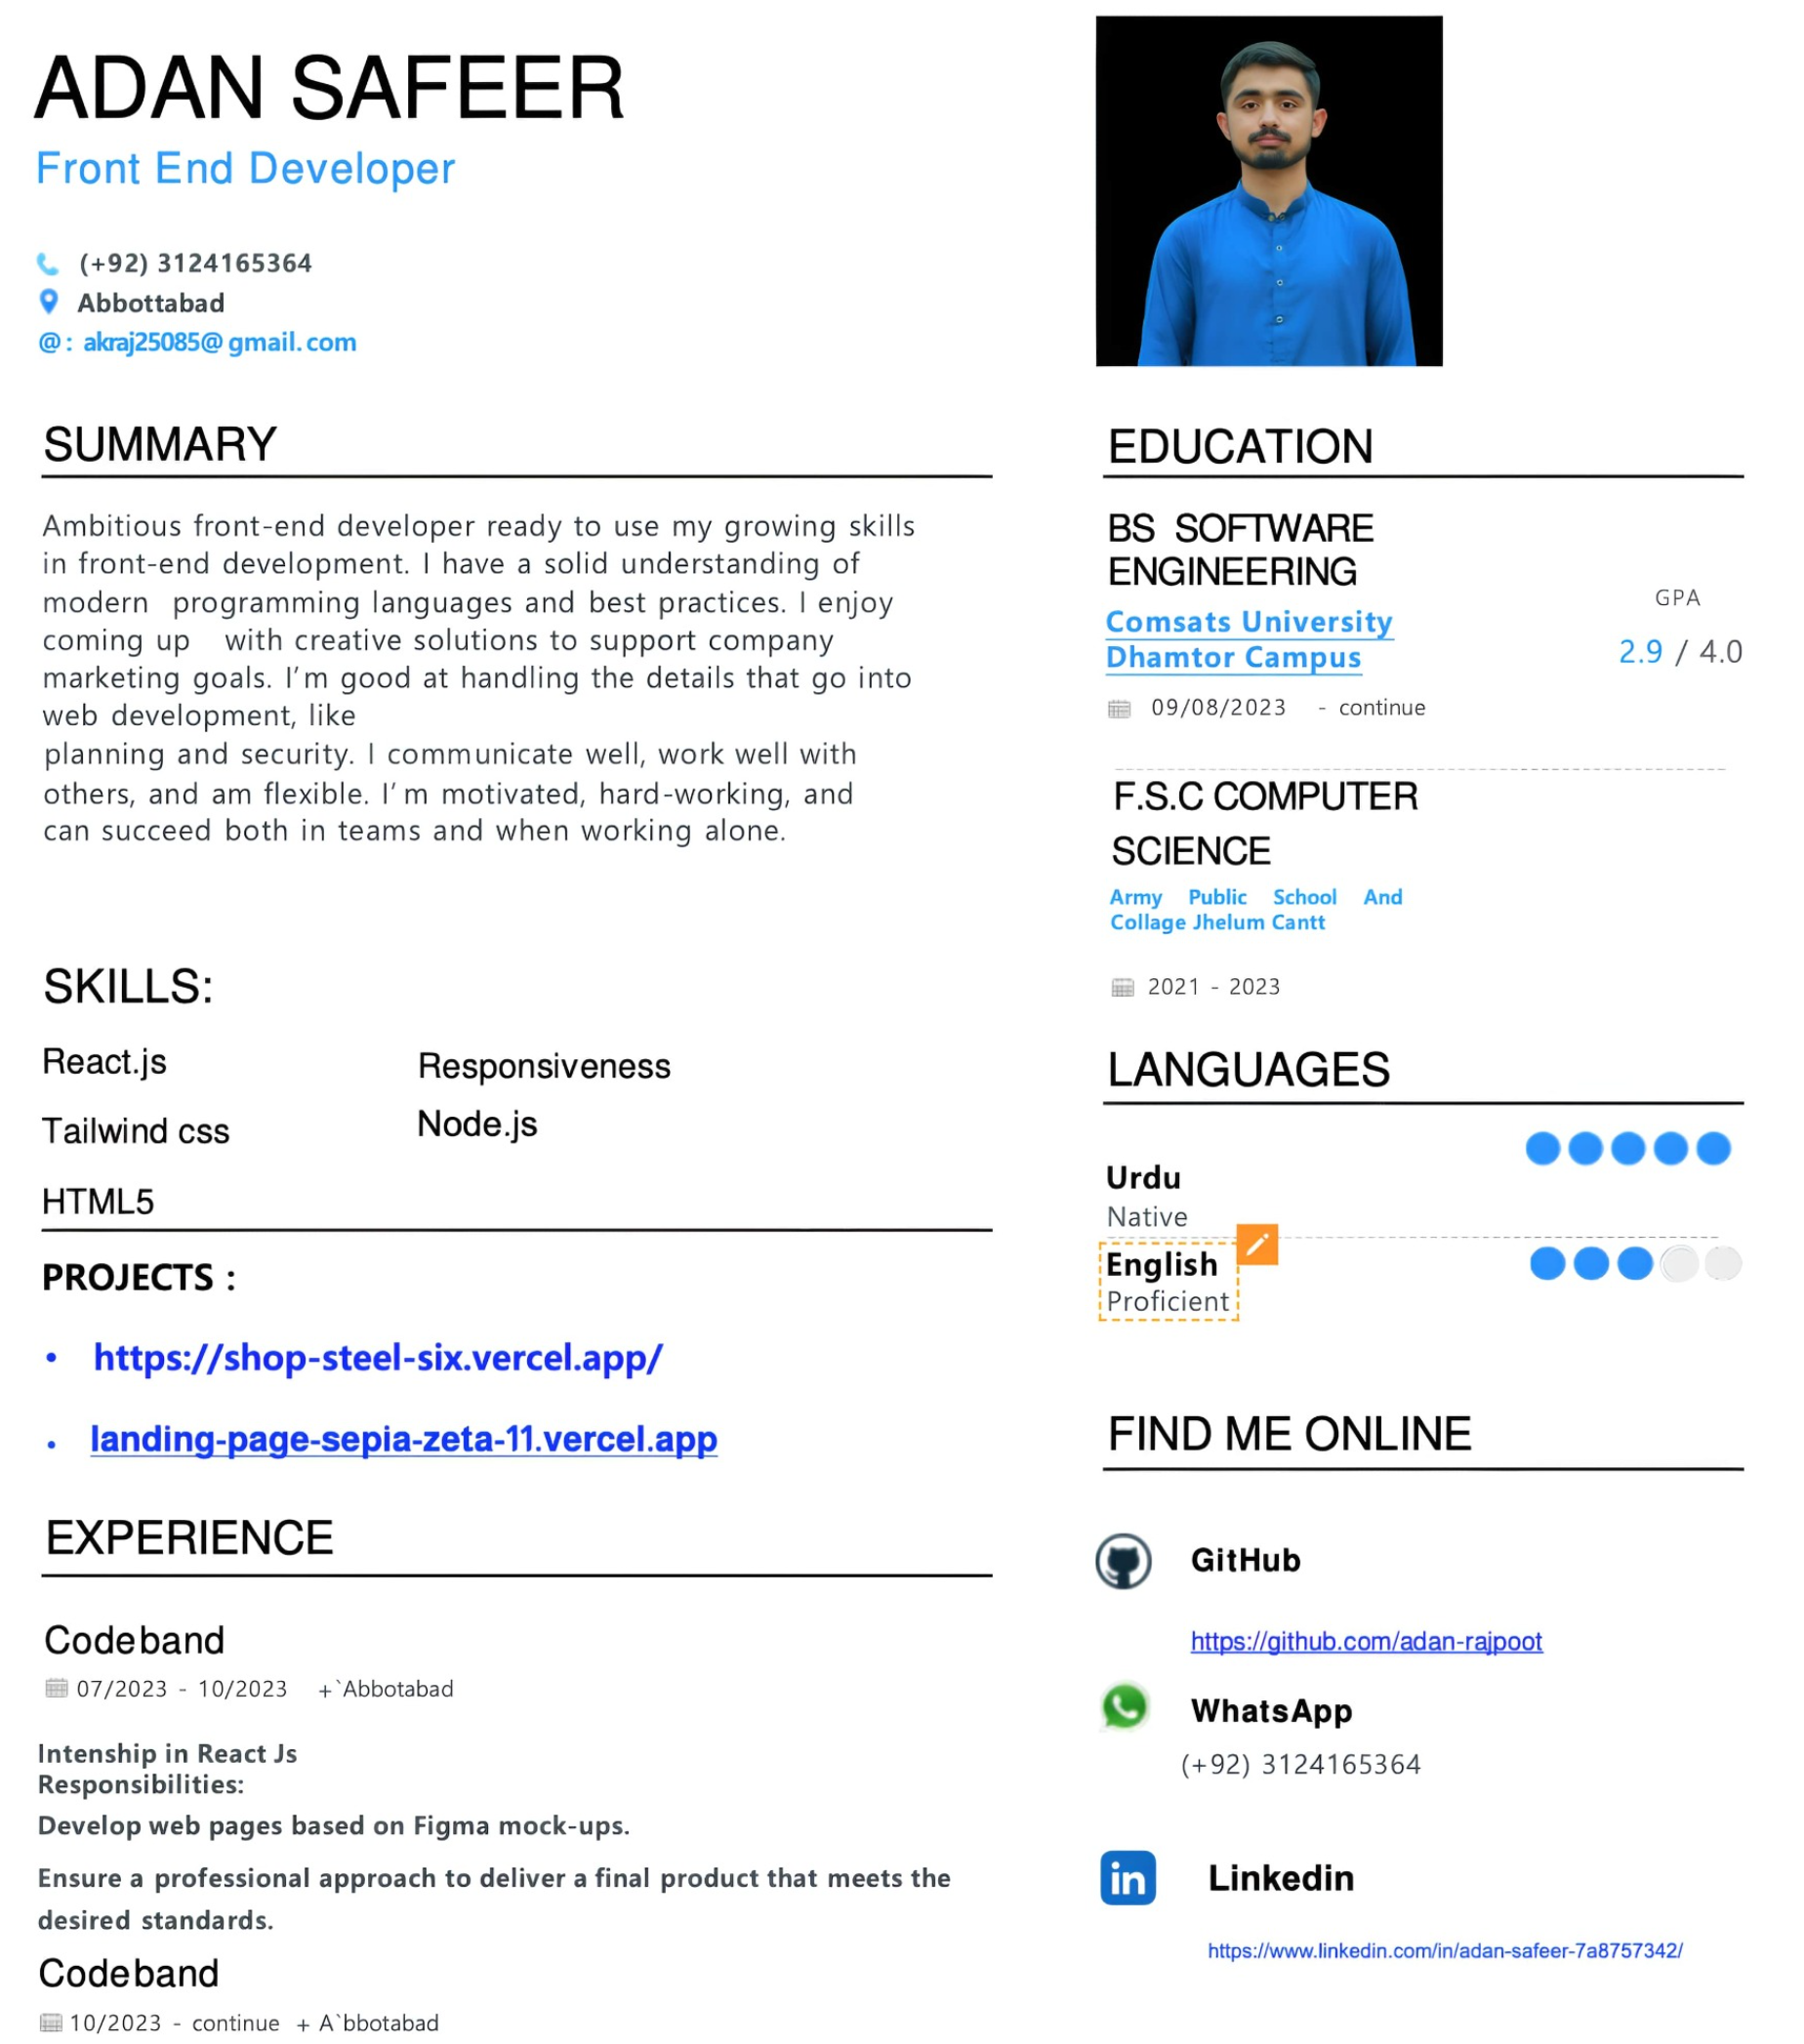 ADAN SAFEER
Front End Developer
(+92) 3124165364
Abbottabad
@ : akraj25085@gmail.com
SUMMARY
Ambitious front-end developer ready to use my growing skills
in front-end development. I have a solid understanding of
modern programming languages and best practices. I enjoy
coming up with creative solutions to support company
marketing goals. I'm good at handling the details that go into
web development, like
planning and security. I communicate well, work well with
others, and am flexible. I'm motivated, hard-working, and
can succeed both in teams and when working alone.
SKILLS:
React.js
Responsiveness
Tailwind css
Node.js
HTML5
PROJECTS :
• https://shop-steel-six.vercel.app/
• landing-page-sepia-zeta-11.vercel.app
EXPERIENCE
Codeband
07/2023 - 10/2023 +`Abbotabad
Intenship in React Js
Responsibilities:
Develop web pages based on Figma mock-ups.
Ensure a professional approach to deliver a final product that meets the
desired standards.
Codeband
10/2023 - continue + A`bbotabad
EDUCATION
BS SOFTWARE
ENGINEERING
Comsats University
Dhamtor Campus
GPA
2.9 / 4.0
09/08/2023 - continue
F.S.C COMPUTER
SCIENCE
Army Public School And
Collage Jhelum Cantt
2021 - 2023
LANGUAGES
Urdu
Native
English
Proficient
FIND ME ONLINE
GitHub
https://github.com/adan-rajpoot
WhatsApp
(+92) 3124165364
in
Linkedin
https://www.linkedin.com/in/adan-safeer-7a8757342/